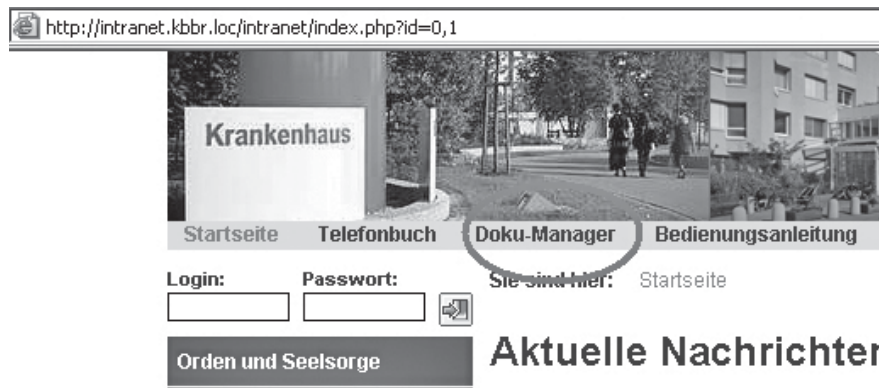 http://intranet.kbbr.loc/intranet/index.php?id=0,1
Krankenhaus
Startseite Telefonbuch Doku-Manager Bedienungsanleitung
Login: Passwort: Sie sind hier: Startseite
Orden und Seelsorge
Aktuelle Nachrichten